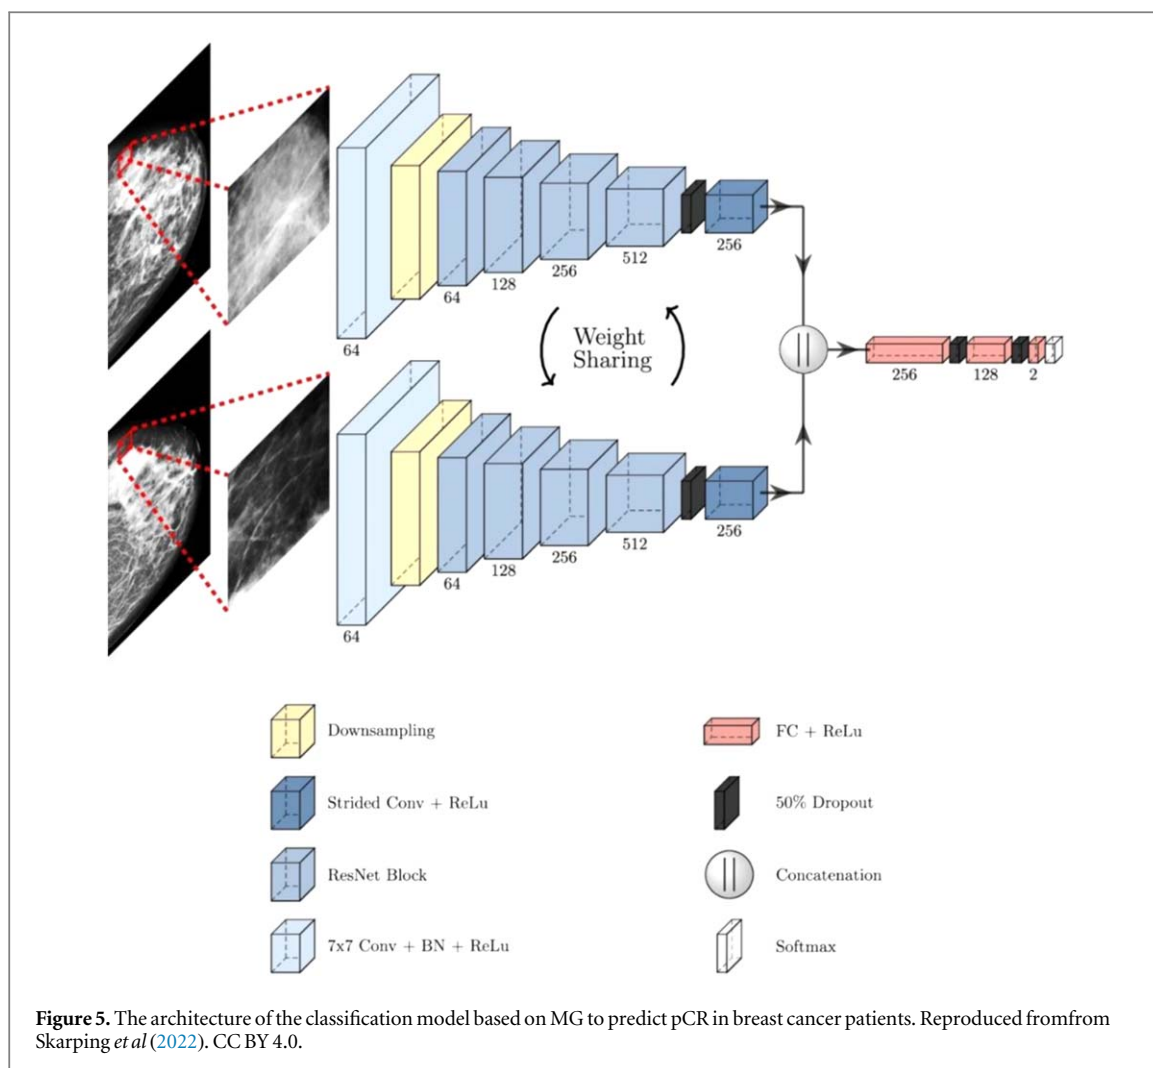 64
64
128
256
512
256
Weight
Sharing
256
128
2
64
64
128
256
512
256
Downsampling
Strided Conv + ReLu
ResNet Block
7x7 Conv + BN + ReLu
FC + ReLu
50% Dropout
Concatenation
Softmax
Figure 5. The architecture of the classification model based on MG to predict pCR in breast cancer patients. Reproduced fromfrom
Skarping et al (2022). CC BY 4.0.